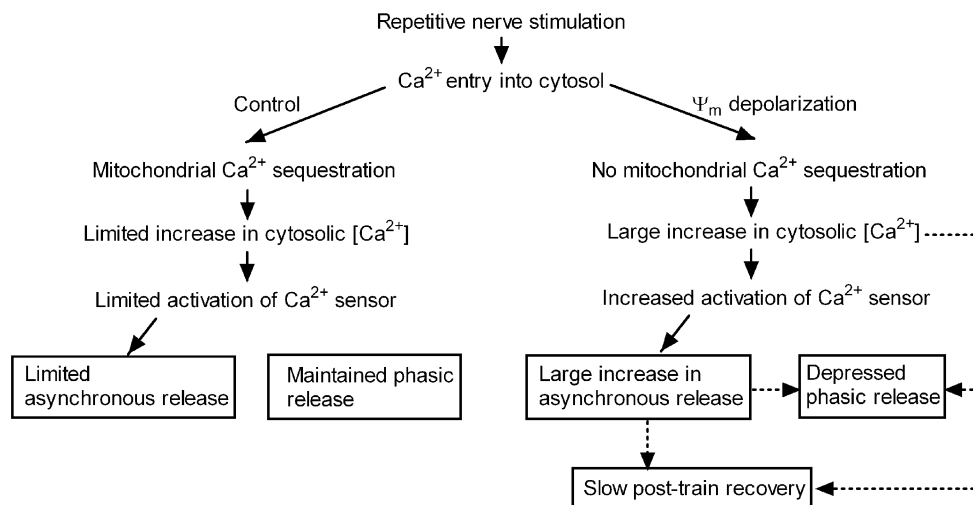 Repetitive nerve stimulation
Ca²⁺ entry into cytosol
Control
Ψm depolarization
Mitochondrial Ca²⁺ sequestration
No mitochondrial Ca²⁺ sequestration
Limited increase in cytosolic [Ca²⁺]
Large increase in cytosolic [Ca²⁺]
Limited activation of Ca²⁺ sensor
Increased activation of Ca²⁺ sensor
Limited
asynchronous release
Maintained phasic
release
Large increase in
asynchronous release
Depressed
phasic release
Slow post-train recovery